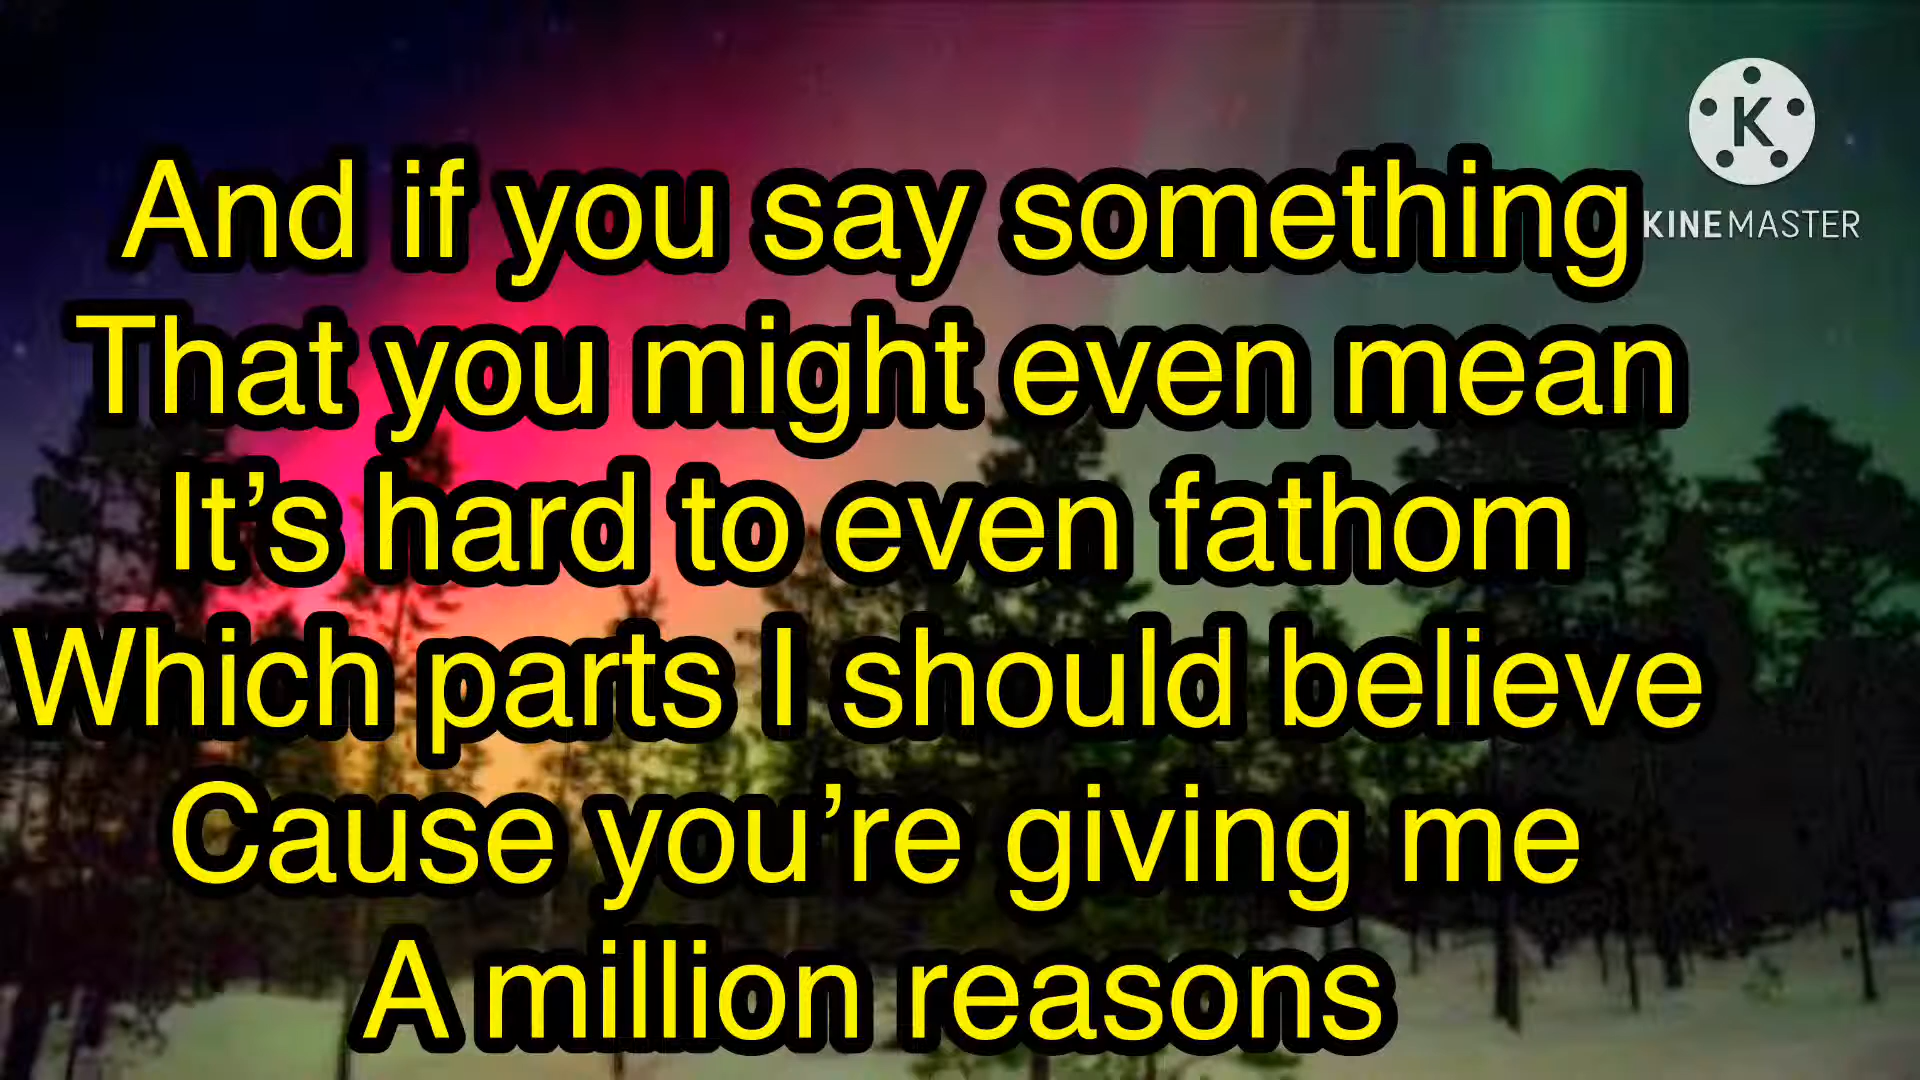 K
KINEMASTER
And if you say something
That you might even mean
It’s hard to even fathom
Which parts I should believe
Cause you’re giving me
A million reasons